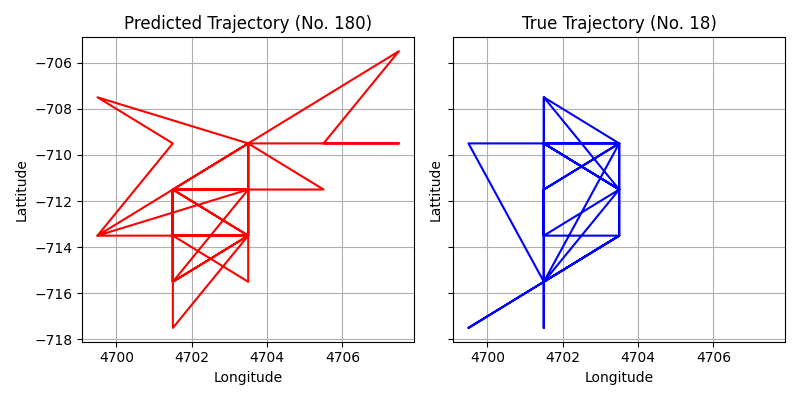 Predicted Trajectory (No. 180)
True Trajectory (No. 18)
Lattitude
−706
−708
−710
−712
−714
−716
−718
4700
4702
4704
4706
Longitude
Lattitude
4700
4702
4704
4706
Longitude